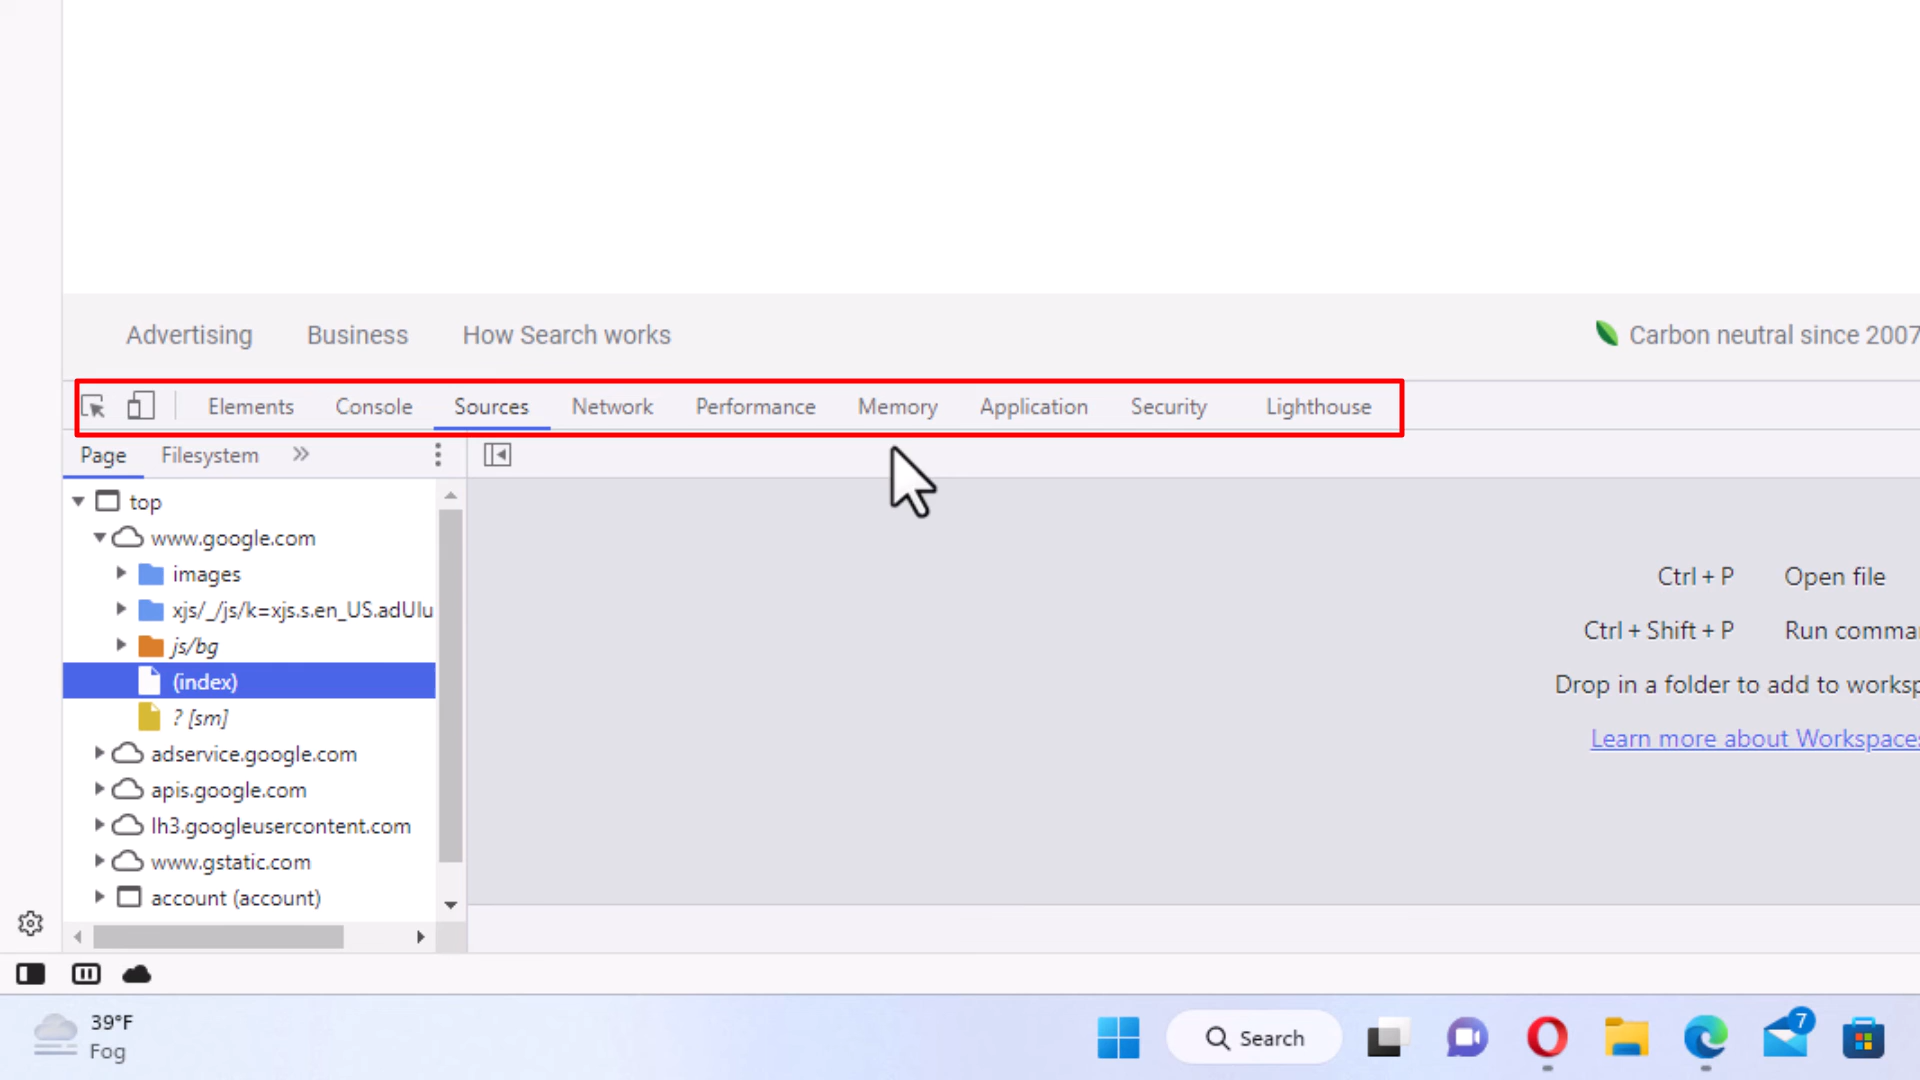 Advertising Business How Search works Carbon neutral since 2007
Elements Console Sources Network Performance Memory Application Security Lighthouse
Page Filesystem »
top
www.google.com
images
xjs/_/js/k=xjs.s.en_US.adUlu
js/bg
(index)
? [sm]
adservice.google.com
apis.google.com
lh3.googleusercontent.com
www.gstatic.com
account (account)
Ctrl + P Open file
Ctrl + Shift + P Run comma
Drop in a folder to add to worksp
Learn more about Workspaces
39°F
Fog
Search
7